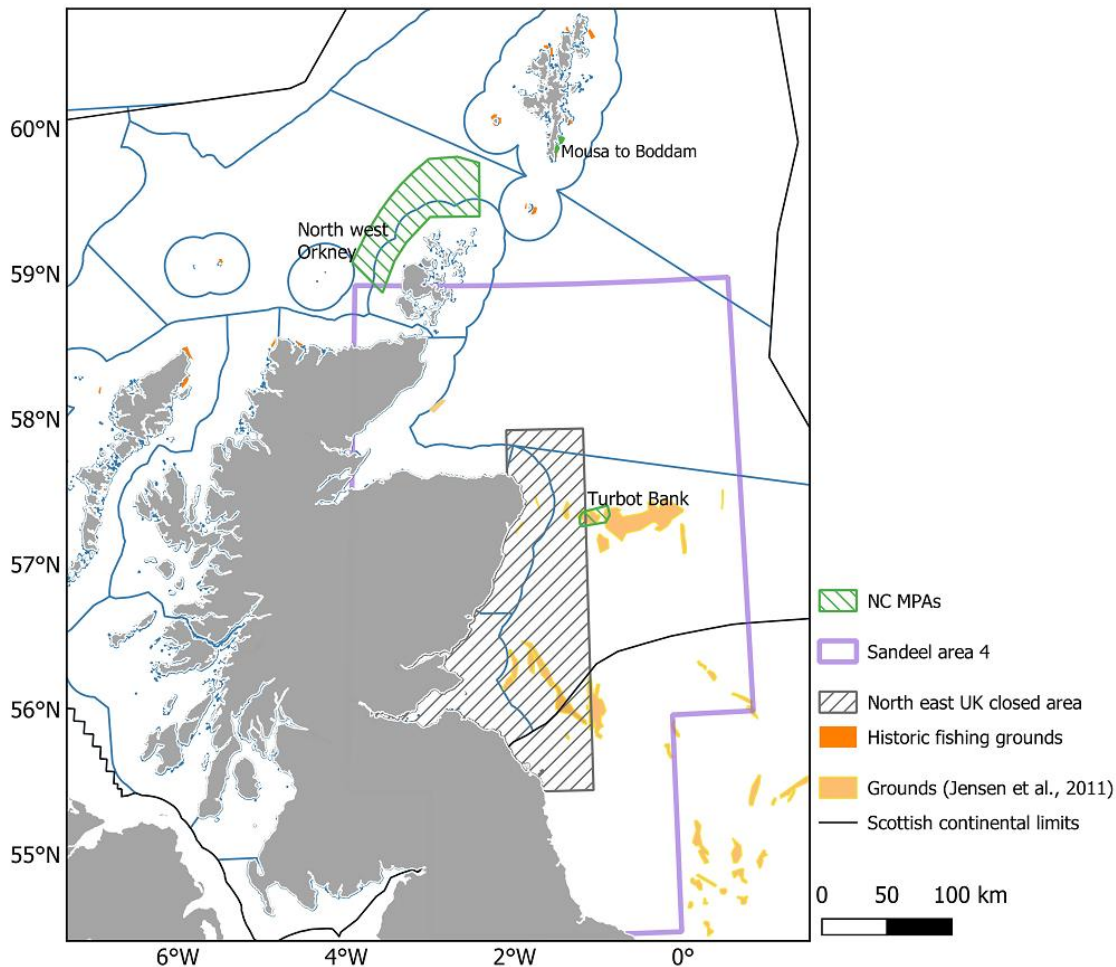 60°N
59°N
58°N
57°N
56°N
55°N
6°W
4°W
2°W
0°
Mousa to Boddam
North west
Orkney
Turbot Bank
NC MPAs
Sandeel area 4
North east UK closed area
Historic fishing grounds
Grounds (Jensen et al., 2011)
Scottish continental limits
0 50 100 km